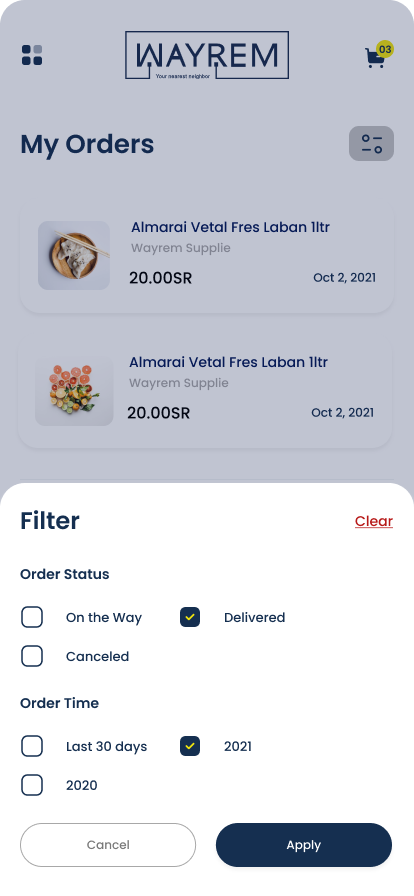 WAYREM
Your nearest neighbor
03
My Orders
Almarai Vetal Fres Laban 1ltr
Wayrem Supplie
20.00SR
Oct 2, 2021
Almarai Vetal Fres Laban 1ltr
Wayrem Supplie
20.00SR
Oct 2, 2021
Filter
Clear
Order Status
On the Way
Delivered
Canceled
Order Time
Last 30 days
2021
2020
Cancel
Apply